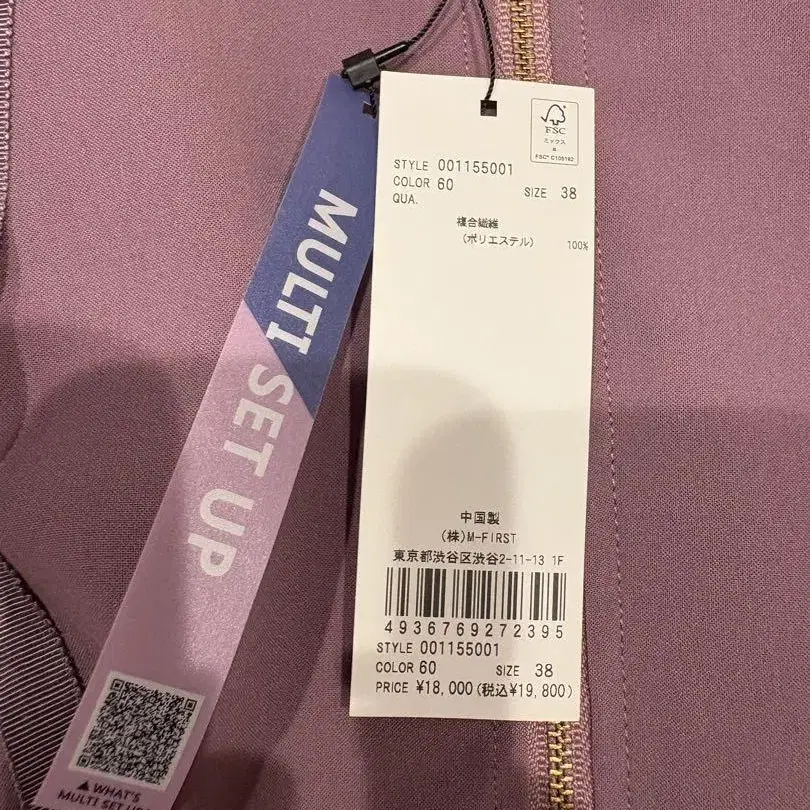 MULTI SET UP
WHAT'S
MULTI SET UP
FSC
ミックス
FSC® C105192
STYLE 001155001
COLOR 60
SIZE 38
QUA.
複合繊維
(ポリエステル) 100%
中国製
(株)M-FIRST
東京都渋谷区渋谷2-11-13 1F
4936769272395
STYLE 001155001
COLOR 60 SIZE 38
PRICE ¥18,000(税込¥19,800)